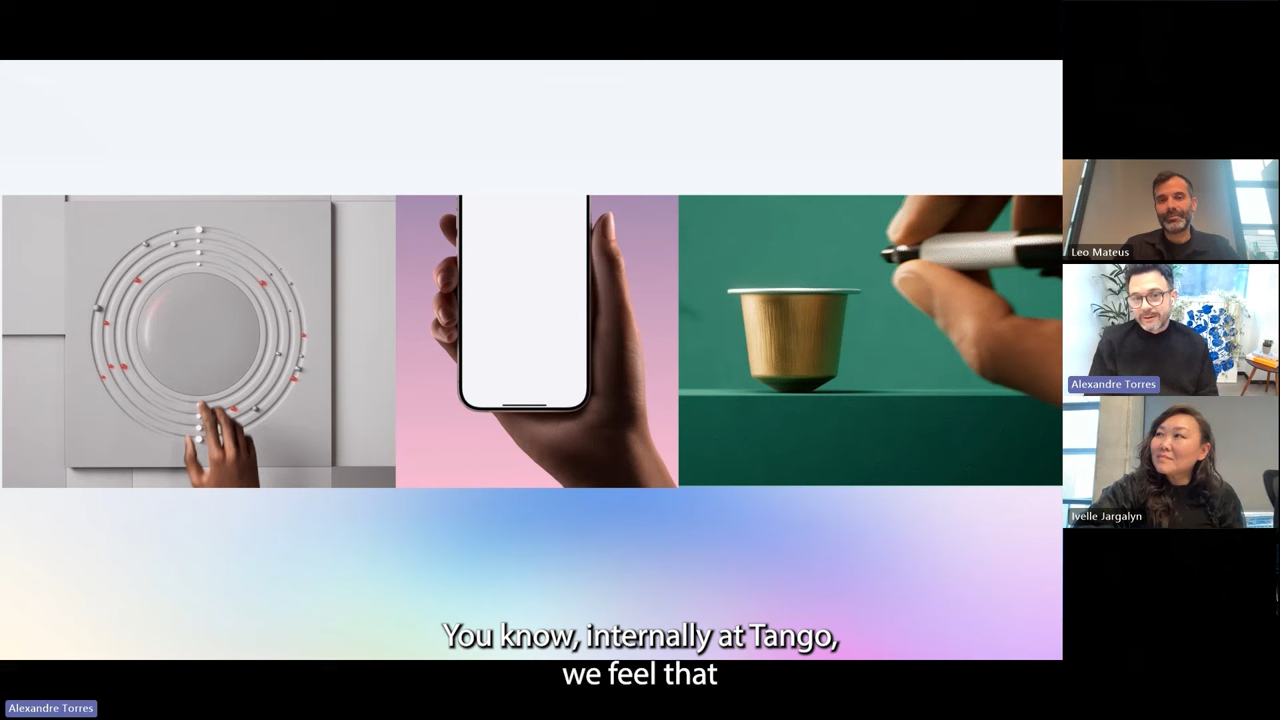 Leo Mateus
Alexandre Torres
Ivelle Jargalyn
You know, internally at Tango,
we feel that
Alexandre Torres